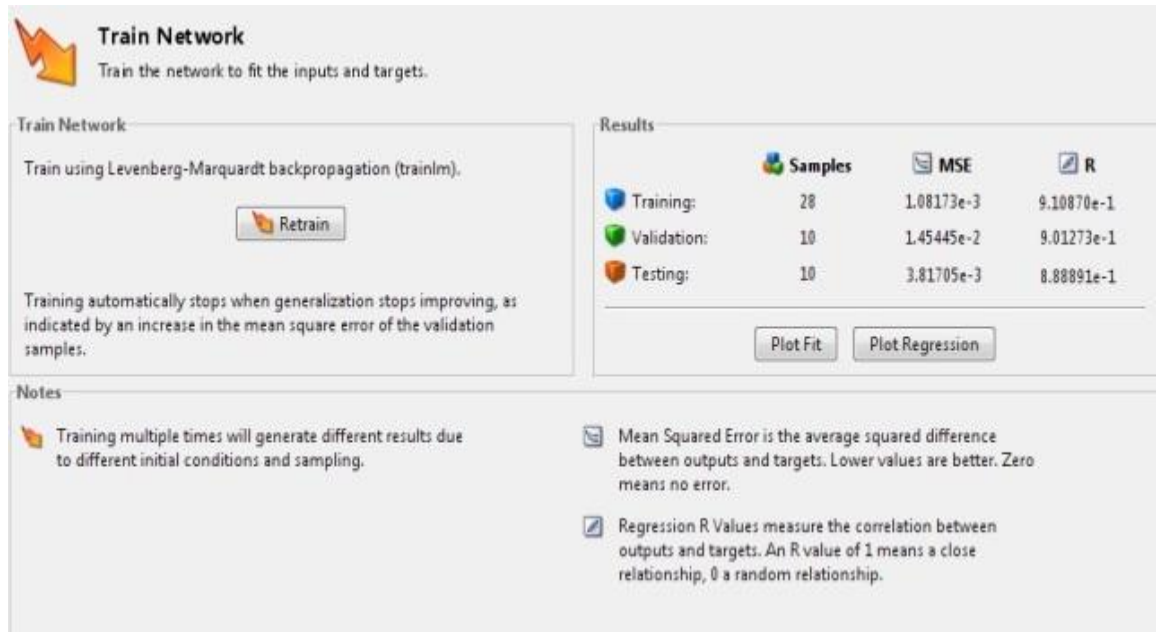 Train Network
Train the network to fit the inputs and targets.
Train Network
Train using Levenberg-Marquardt backpropagation (trainlm).
Retrain
Training automatically stops when generalization stops improving, as
indicated by an increase in the mean square error of the validation
samples.
Results
Samples MSE R
Training: 28 1.08173e-3 9.10870e-1
Validation: 10 1.45445e-2 9.01273e-1
Testing: 10 3.81705e-3 8.88891e-1
Plot Fit Plot Regression
Notes
Training multiple times will generate different results due
to different initial conditions and sampling.
Mean Squared Error is the average squared difference
between outputs and targets. Lower values are better. Zero
means no error.
Regression R Values measure the correlation between
outputs and targets. An R value of 1 means a close
relationship, 0 a random relationship.